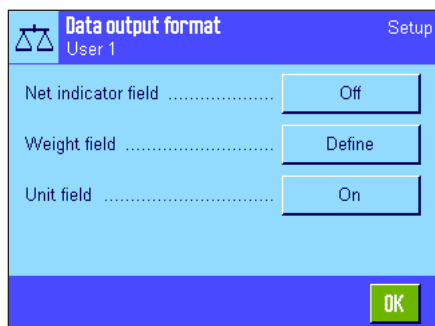 Data output format
Setup
User 1
Net indicator field .................... Off
Weight field ............................ Define
Unit field ................................ On
OK